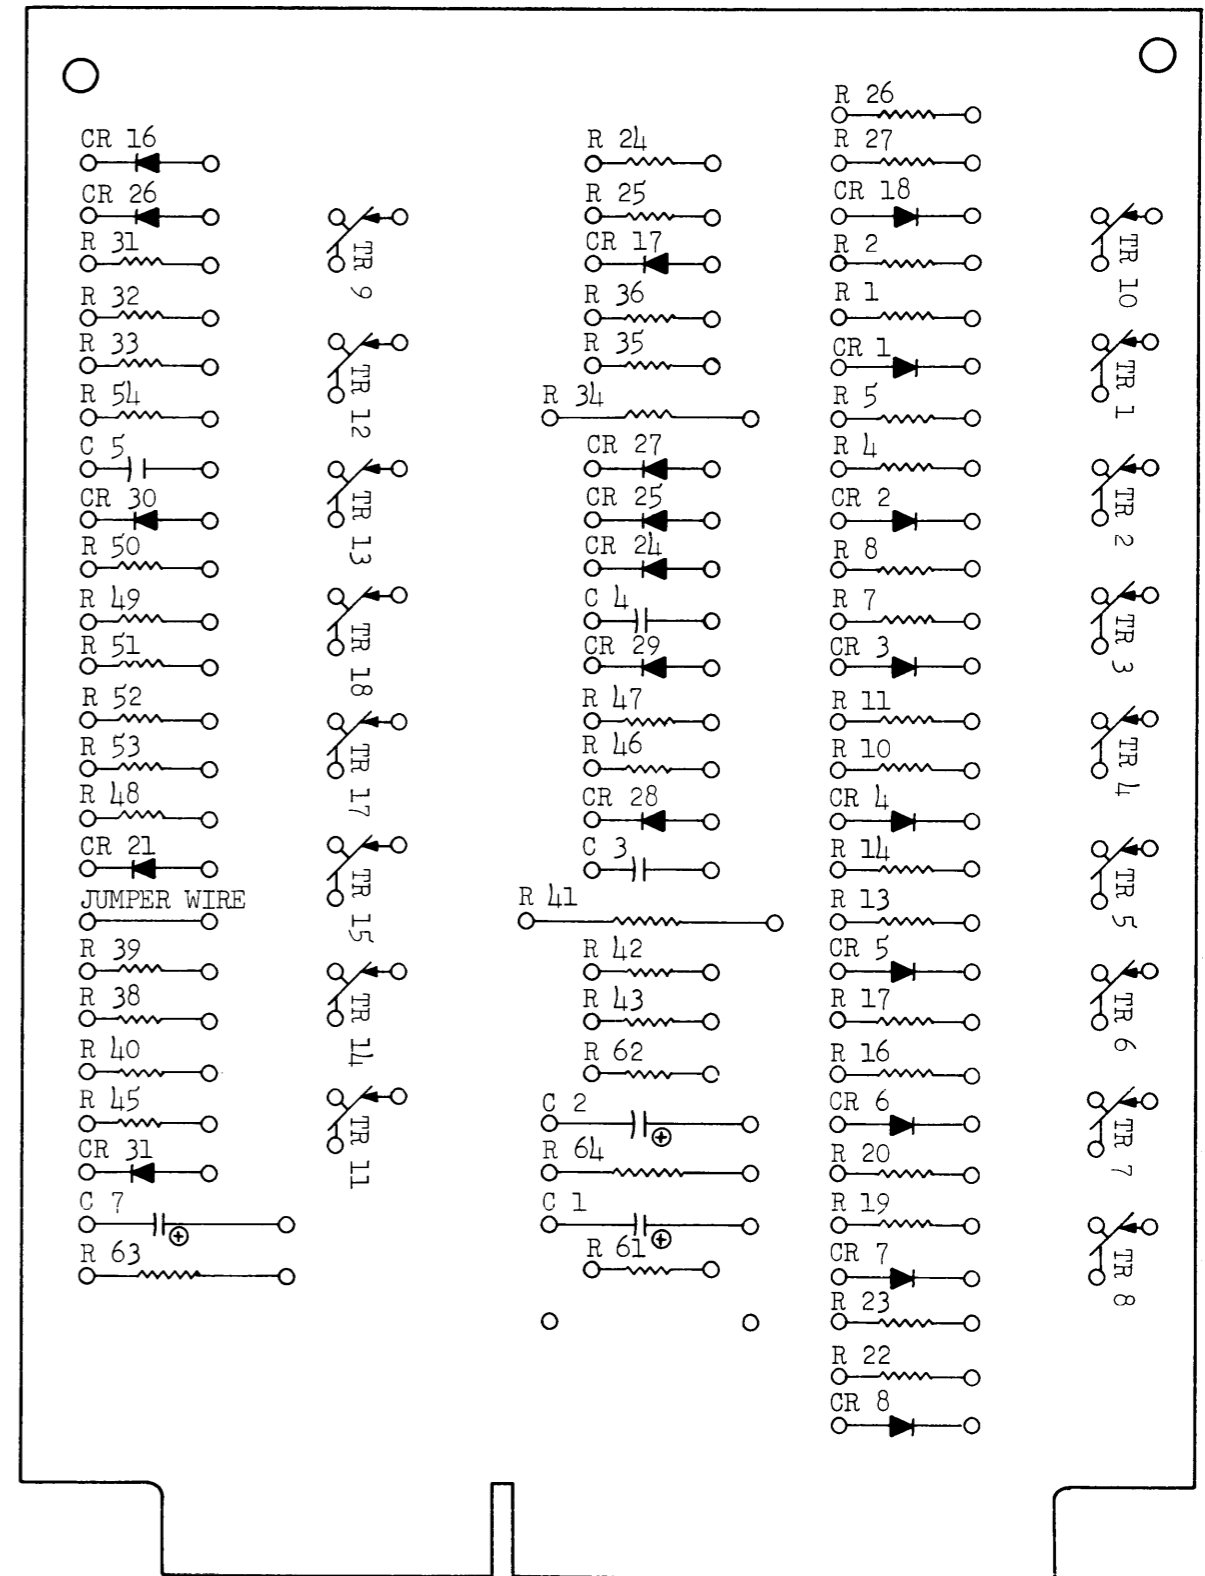 CR 16
CR 26
R 31
R 32
R 33
R 54
C 5
CR 30
R 50
R 49
R 51
R 52
R 53
R 48
CR 21
JUMPER WIRE
R 39
R 38
R 40
R 45
CR 31
C 7
R 63
TR 9
TR 12
TR 13
TR 18
TR 17
TR 15
TR 14
TR 11
R 24
R 25
CR 17
R 36
R 35
R 34
CR 27
CR 25
CR 24
C 4
CR 29
R 47
R 46
CR 28
C 3
R 41
R 42
R 43
R 62
C 2
R 64
C 1
R 61
R 26
R 27
CR 18
R 2
R 1
CR 1
R 5
R 4
CR 2
R 8
R 7
CR 3
R 11
R 10
CR 4
R 14
R 13
CR 5
R 17
R 16
CR 6
R 20
R 19
CR 7
R 23
R 22
CR 8
TR 10
TR 1
TR 2
TR 3
TR 4
TR 5
TR 6
TR 7
TR 8